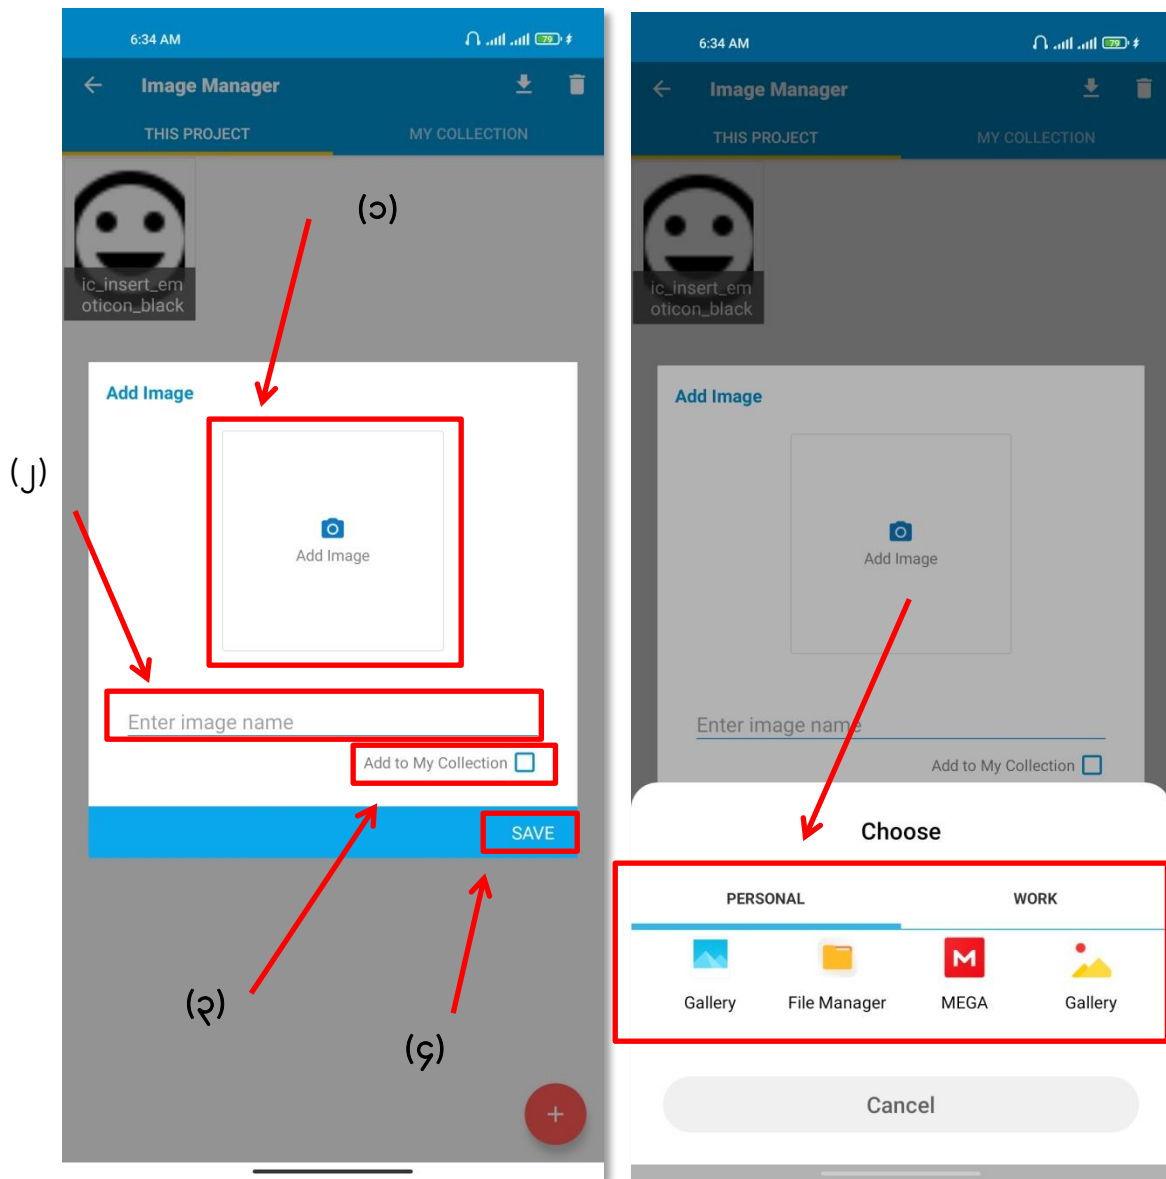 6:34 AM
79
Image Manager
THIS PROJECT
MY COLLECTION
ic_insert_em
oticon_black
(၁)
Add Image
Add Image
(၂)
Enter image name
Add to My Collection
SAVE
(၃)
(၄)
6:34 AM
79
Image Manager
THIS PROJECT
MY COLLECTION
ic_insert_em
oticon_black
Add Image
Add Image
Enter image name
Add to My Collection
Choose
PERSONAL
WORK
M
Gallery
File Manager
MEGA
Gallery
Cancel